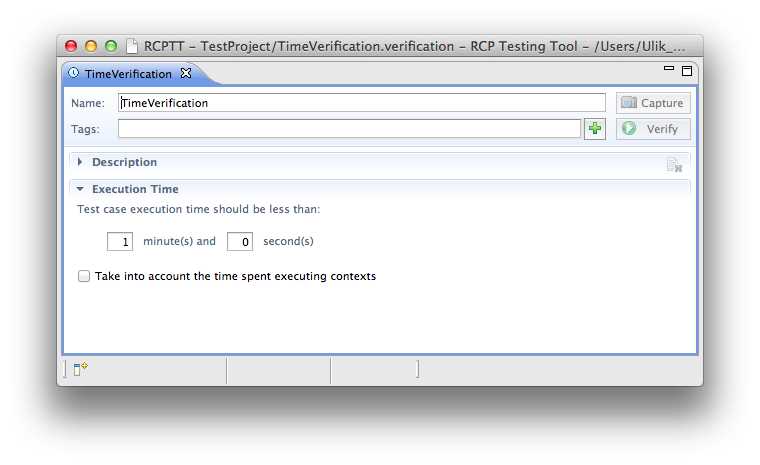 RCPTT – TestProject/TimeVerification.verification – RCP Testing Tool – /Users/Ulik_...
TimeVerification
Name: TimeVerification Capture
Tags: Verify
Description
Execution Time
Test case execution time should be less than:
1 minute(s) and 0 second(s)
Take into account the time spent executing contexts